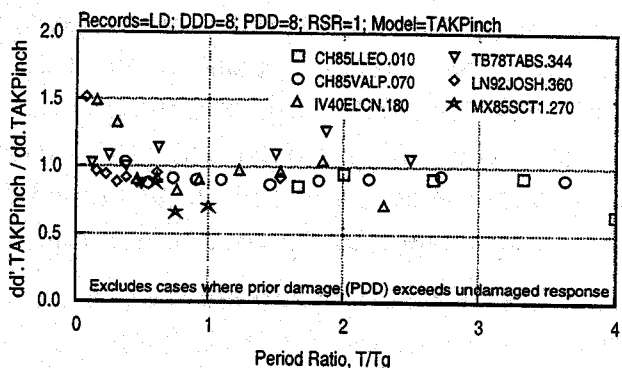 Records=LD; DDD=8; PDD=8; RSR=1; Model=TAKPinch
2.0
1.5
1.0
0.5
0.0
dd'.TAKPinch / dd.TAKPinch
CH85LLEO.010
CH85VALP.070
IV40ELCN.180
TB78TABS.344
LN92JOSH.360
MX85SCT1.270
Excludes cases where prior damage (PDD) exceeds undamaged response
0 1 2 3 4
Period Ratio, T/Tg